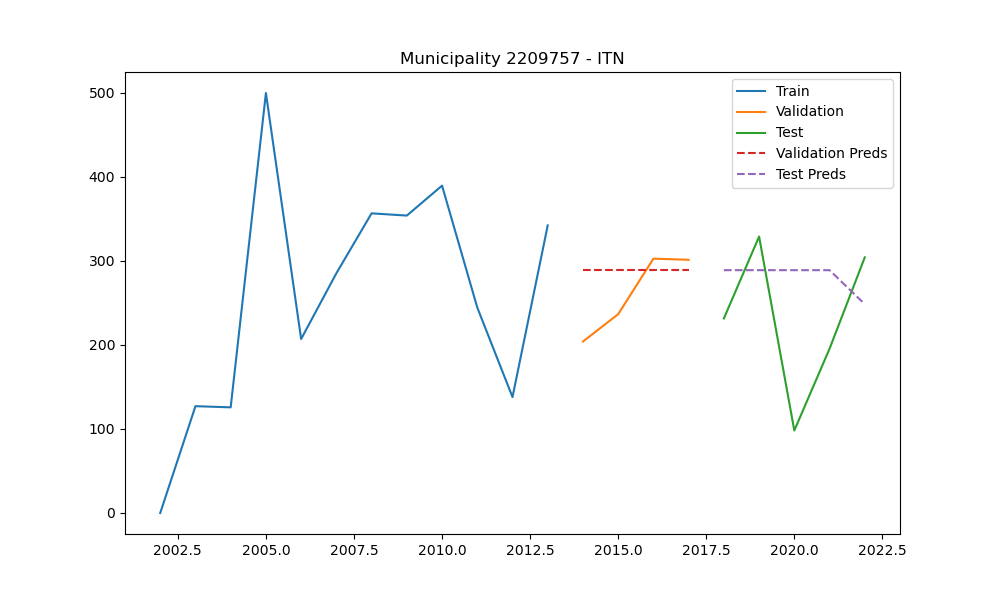 Municipality 2209757 - ITN
Train
Validation
Test
Validation Preds
Test Preds
500
400
300
200
100
0
2002.5 2005.0 2007.5 2010.0 2012.5 2015.0 2017.5 2020.0 2022.5